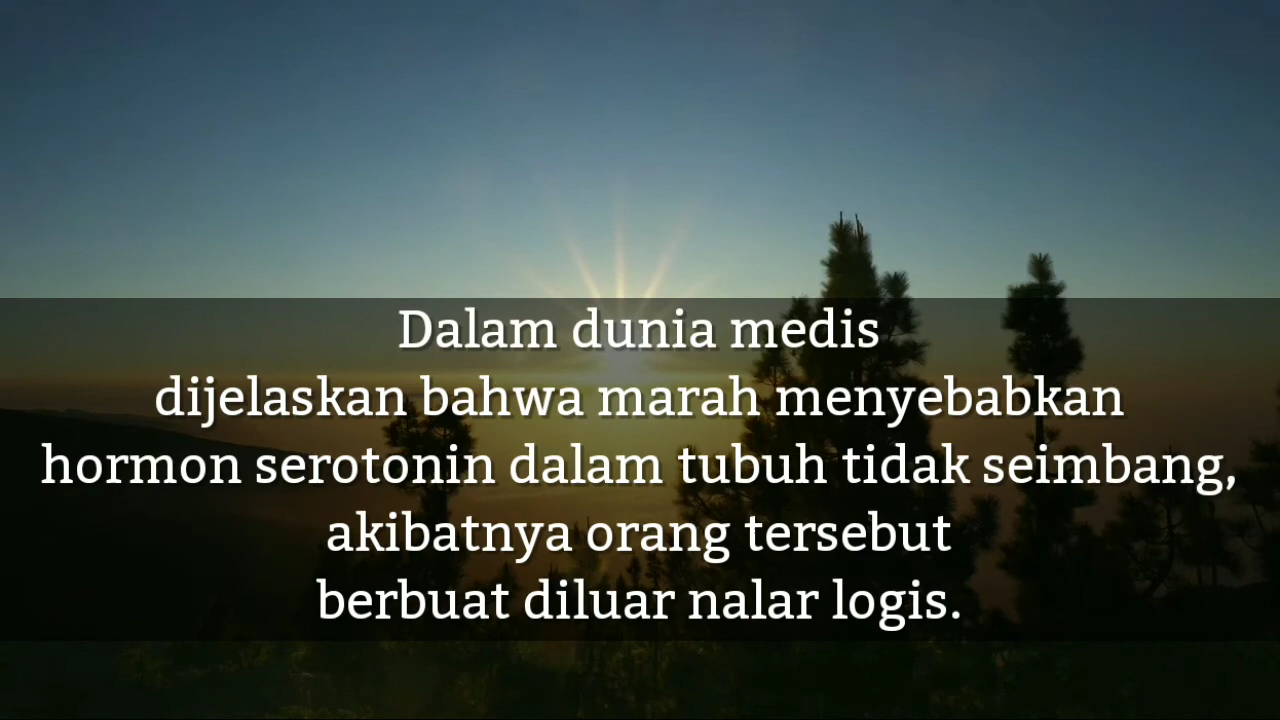 Dalam dunia medis
dijelaskan bahwa marah menyebabkan
hormon serotonin dalam tubuh tidak seimbang,
akibatnya orang tersebut
berbuat diluar nalar logis.